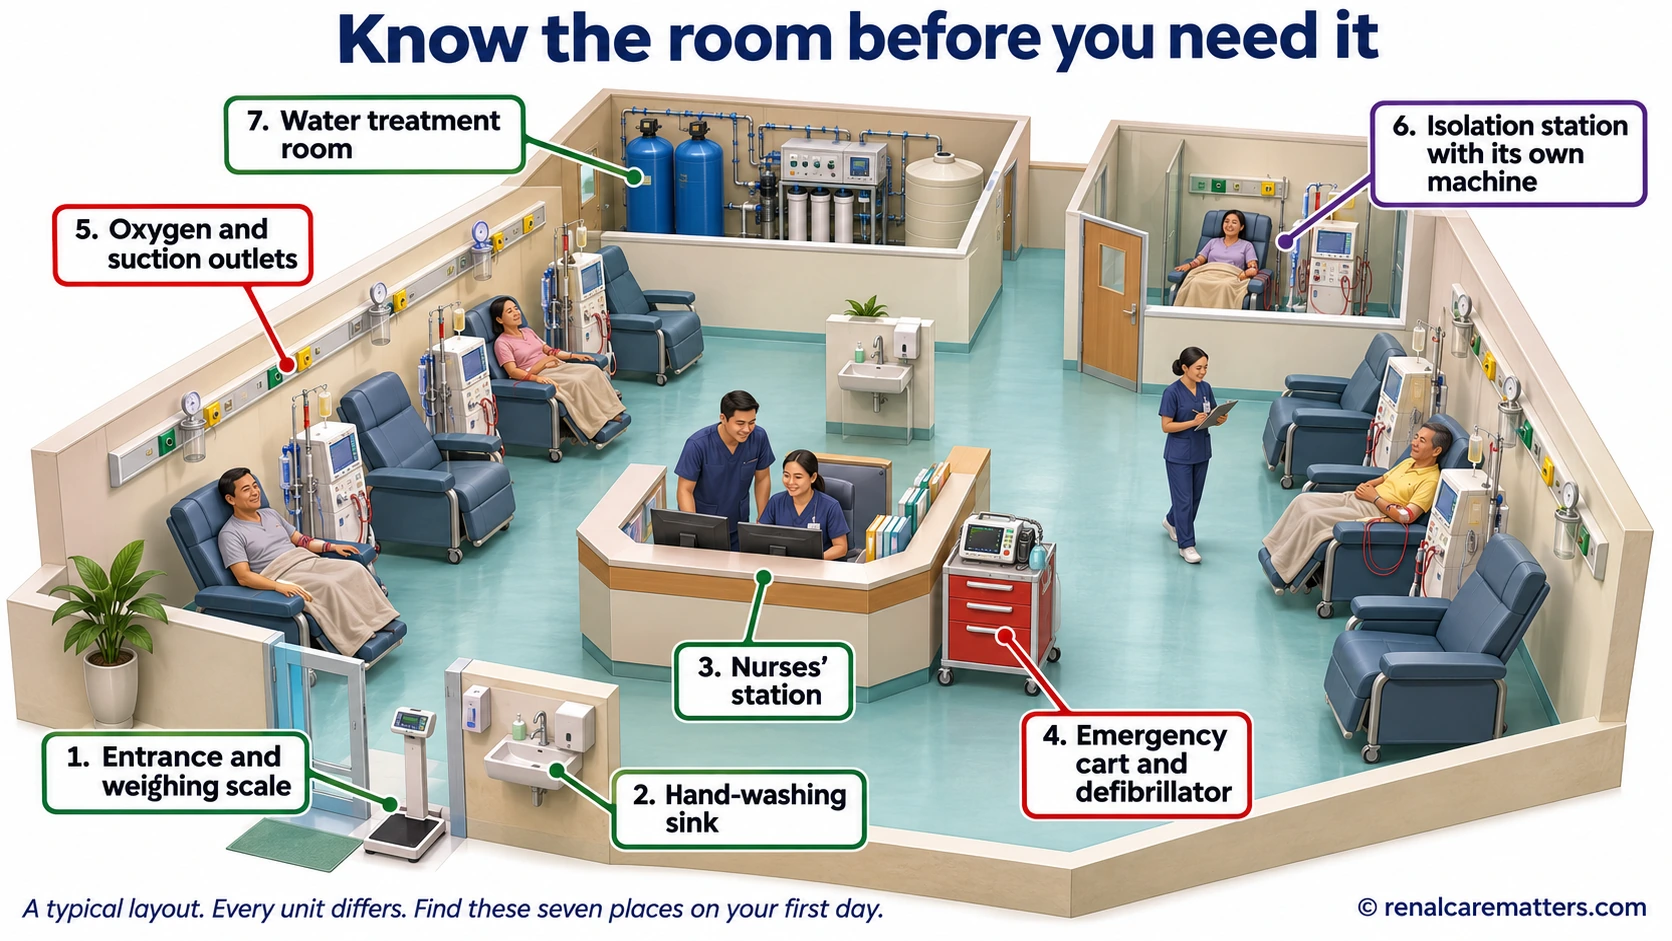 Know the room before you need it
7. Water treatment
room
6. Isolation station
with its own
machine
5. Oxygen and
suction outlets
3. Nurses’
station
4. Emergency
cart and
defibrillator
1. Entrance and
weighing scale
2. Hand-washing
sink
A typical layout. Every unit differs. Find these seven places on your first day.
© renalcarematters.com